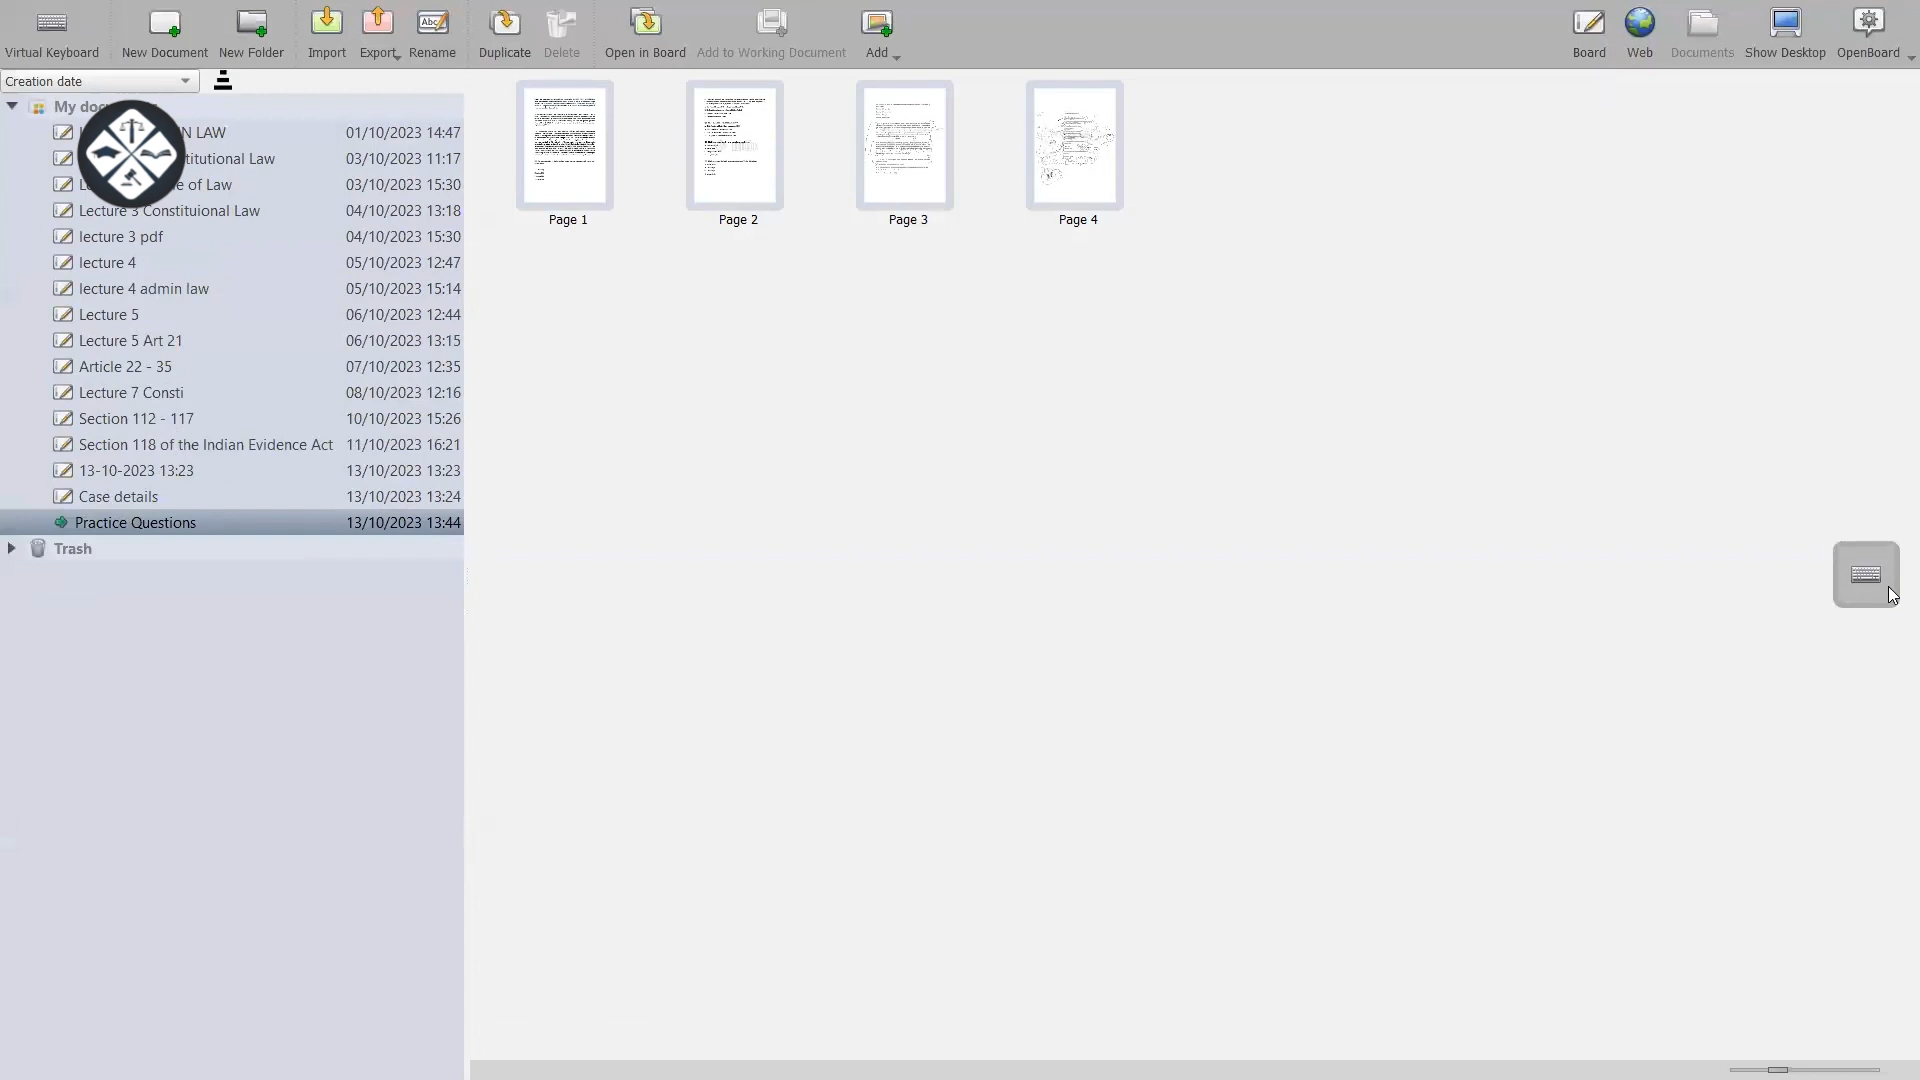 Virtual Keyboard New Document New Folder Import Export Rename Duplicate Delete Open in Board Add to Working Document Add Board Web Documents Show Desktop OpenBoard
Creation date
My
N LAW 01/10/2023 14:47
titutional Law 03/10/2023 11:17
of Law 03/10/2023 15:30
Lecture 3 Constituional Law 04/10/2023 13:18
lecture 3 pdf 04/10/2023 15:30
lecture 4 05/10/2023 12:47
lecture 4 admin law 05/10/2023 15:14
Lecture 5 06/10/2023 12:44
Lecture 5 Art 21 06/10/2023 13:15
Article 22 - 35 07/10/2023 12:35
Lecture 7 Consti 08/10/2023 12:16
Section 112 - 117 10/10/2023 15:26
Section 118 of the Indian Evidence Act 11/10/2023 16:21
13-10-2023 13:23 13/10/2023 13:23
Case details 13/10/2023 13:24
Practice Questions 13/10/2023 13:44
Trash
Page 1 Page 2 Page 3 Page 4